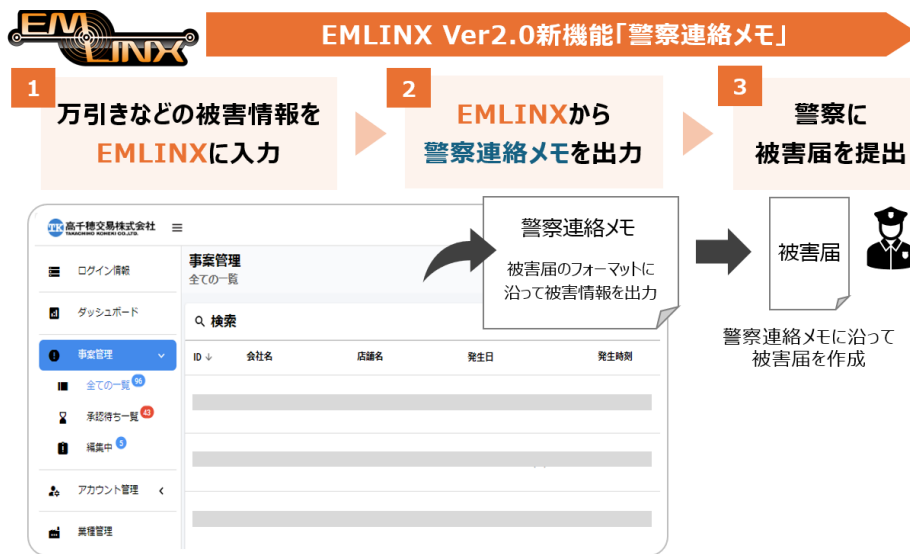 EM LINX
EMLINX Ver2.0新機能「警察連絡メモ」
1
万引きなどの被害情報を
EMLINXに入力
2
EMLINXから
警察連絡メモを出力
3
警察に
被害届を提出
TK 高千穂交易株式会社
TAKACHIHO KOHEKI CO.,LTD.
ログイン情報
ダッシュボード
事案管理
全ての一覧 96
承認待ち一覧 43
編集中 5
アカウント管理
業種管理
事案管理
全ての一覧
検索
ID 会社名 店舗名 発生日 発生時刻
警察連絡メモ
被害届のフォーマットに
沿って被害情報を出力
被害届
警察連絡メモに沿って
被害届を作成